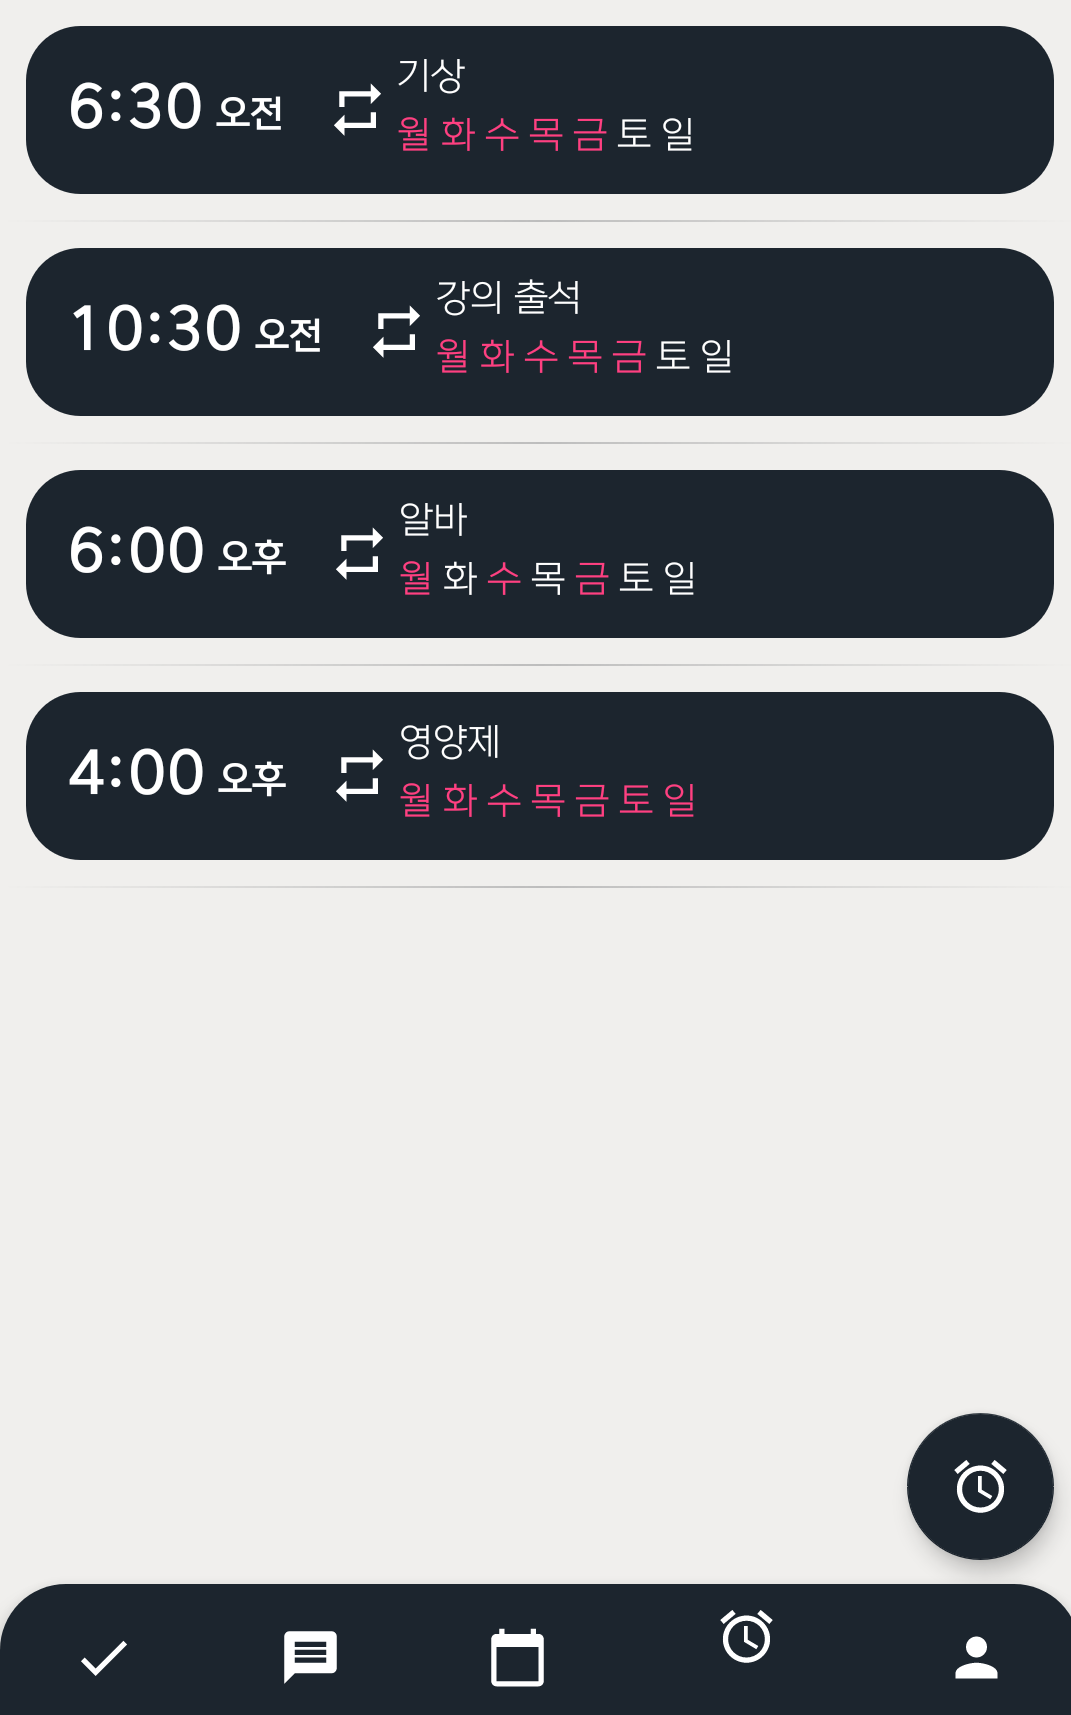 6:30 오전
기상
월 화 수 목 금 토 일
10:30 오전
강의 출석
월 화 수 목 금 토 일
6:00 오후
알바
월 화 수 목 금 토 일
4:00 오후
영양제
월 화 수 목 금 토 일